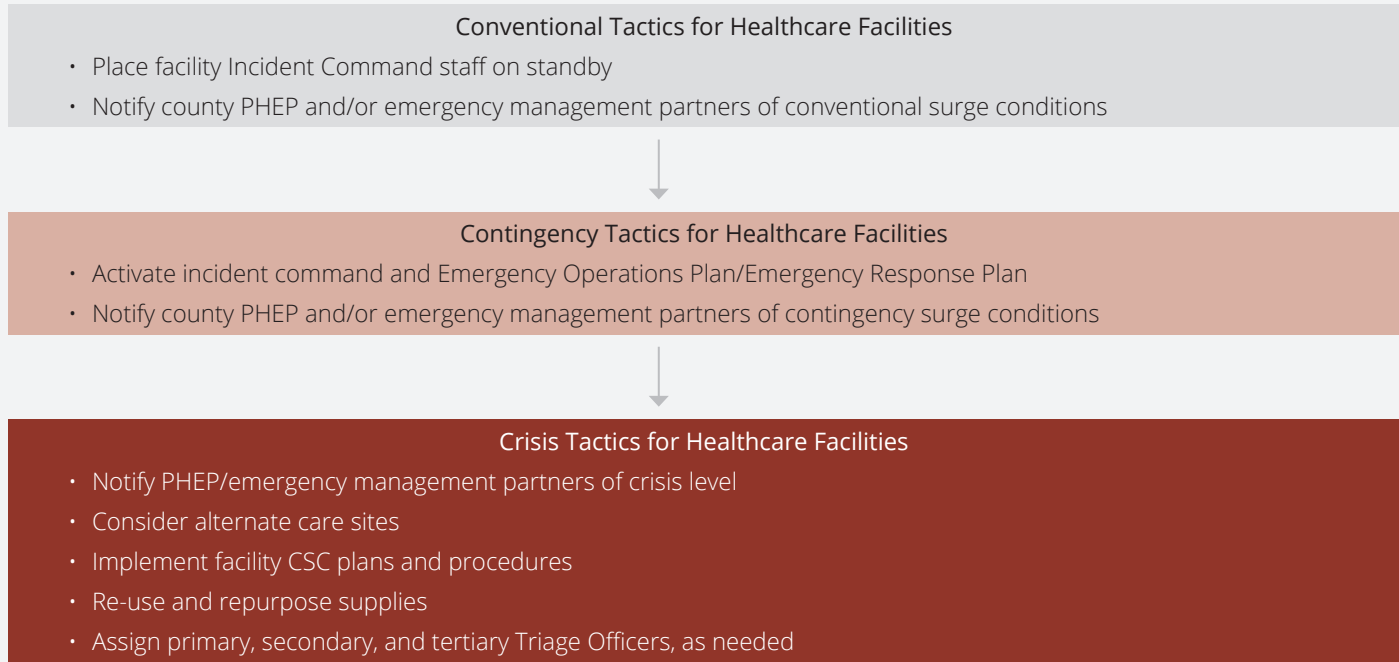 Conventional Tactics for Healthcare Facilities
• Place facility Incident Command staff on standby
• Notify county PHEP and/or emergency management partners of conventional surge conditions
Contingency Tactics for Healthcare Facilities
• Activate incident command and Emergency Operations Plan/Emergency Response Plan
• Notify county PHEP and/or emergency management partners of contingency surge conditions
Crisis Tactics for Healthcare Facilities
• Notify PHEP/emergency management partners of crisis level
• Consider alternate care sites
• Implement facility CSC plans and procedures
• Re-use and repurpose supplies
• Assign primary, secondary, and tertiary Triage Officers, as needed